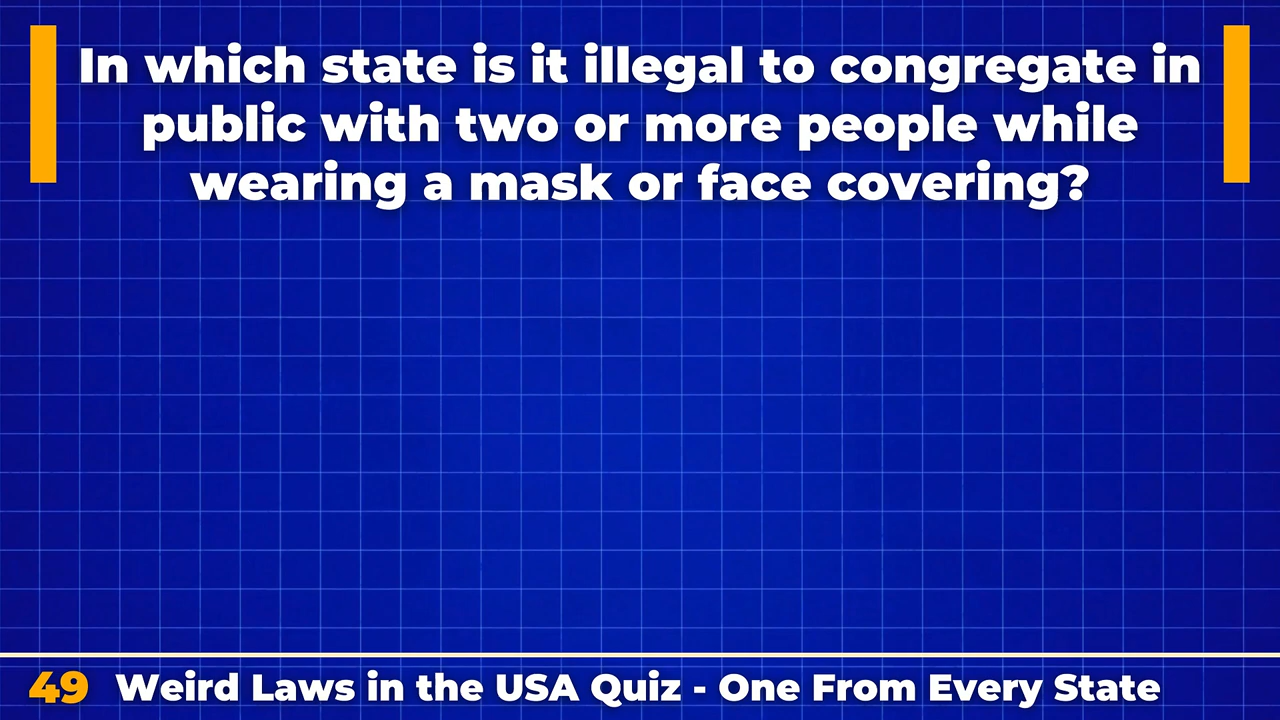 In which state is it illegal to congregate in
public with two or more people while
wearing a mask or face covering?
49 Weird Laws in the USA Quiz - One From Every State